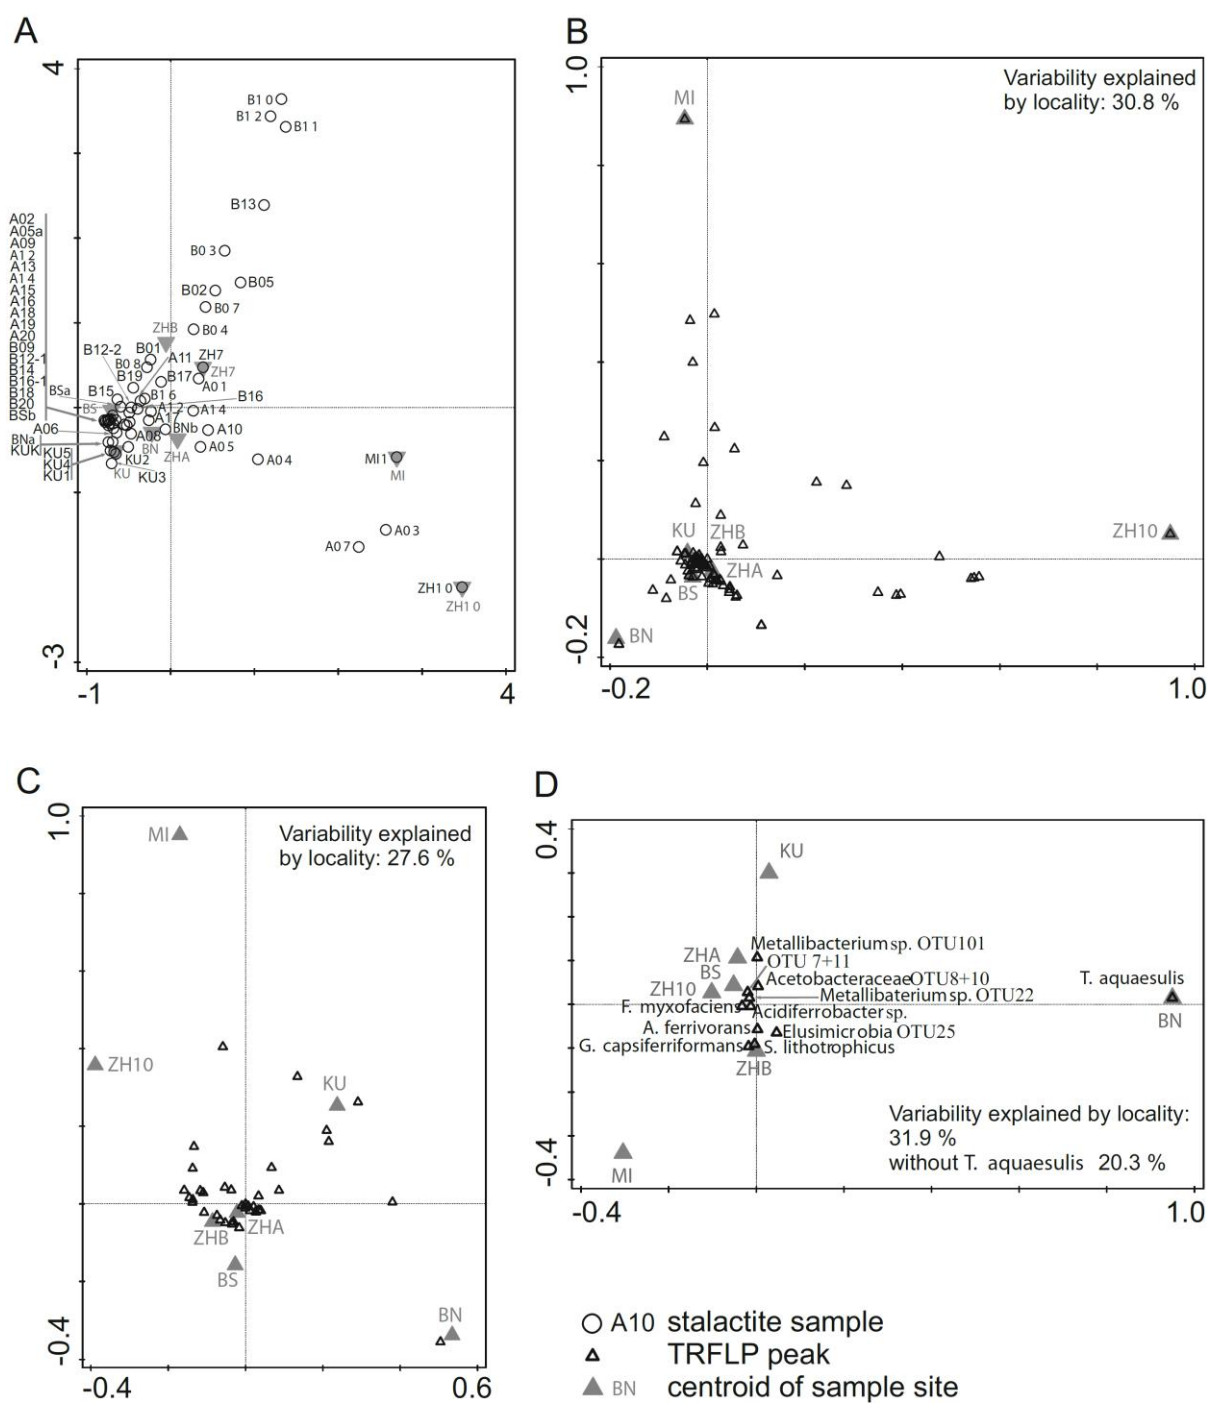 A
4
B10
B12
B11
B13
B03
B05
B02
B07
B04
A02
A05a
A09
A12
A13
A14
A15
A16
A18
A19
A20
B09
B12-1
B14
B16-1
B18
B20
BSb
ZHB
B12-2
B01
A11
ZH7
B08
ZH7
B19
B17
A01
BSa
B15
B16
B16
BS
A12
A14
A17
A06
A08
BNb
A10
BNa
BN
KUK
KU5
KU2
ZHA
A05
KU4
A04
MI1
KU1
KU
KU3
MI
A03
A07
ZH10
ZH10
-3
-1
4
B
1.0
Variability explained
by locality: 30.8 %
MI
KU
ZHB
ZH10
ZHA
BS
BN
-0.2
-0.2
1.0
C
1.0
Variability explained
by locality: 27.6 %
MI
ZH10
KU
ZHB
ZHA
BS
BN
-0.4
-0.4
0.6
D
0.4
KU
Metallibacterium sp. OTU101
ZHA
OTU 7+11
BS
Acetobacteraceae OTU8+10
T. aquaesulis
ZH10
Metallibaterium sp. OTU22
F. myxofaciens
Acidiferrobacter sp.
BN
A. ferrivorans
Elusimicrobia OTU25
G. capsiferriformans
S. lithotrophicus
ZHB
Variability explained by locality:
31.9 %
without T. aquaesulis 20.3 %
MI
-0.4
-0.4
1.0
A10 stalactite sample
TRFLP peak
BN centroid of sample site